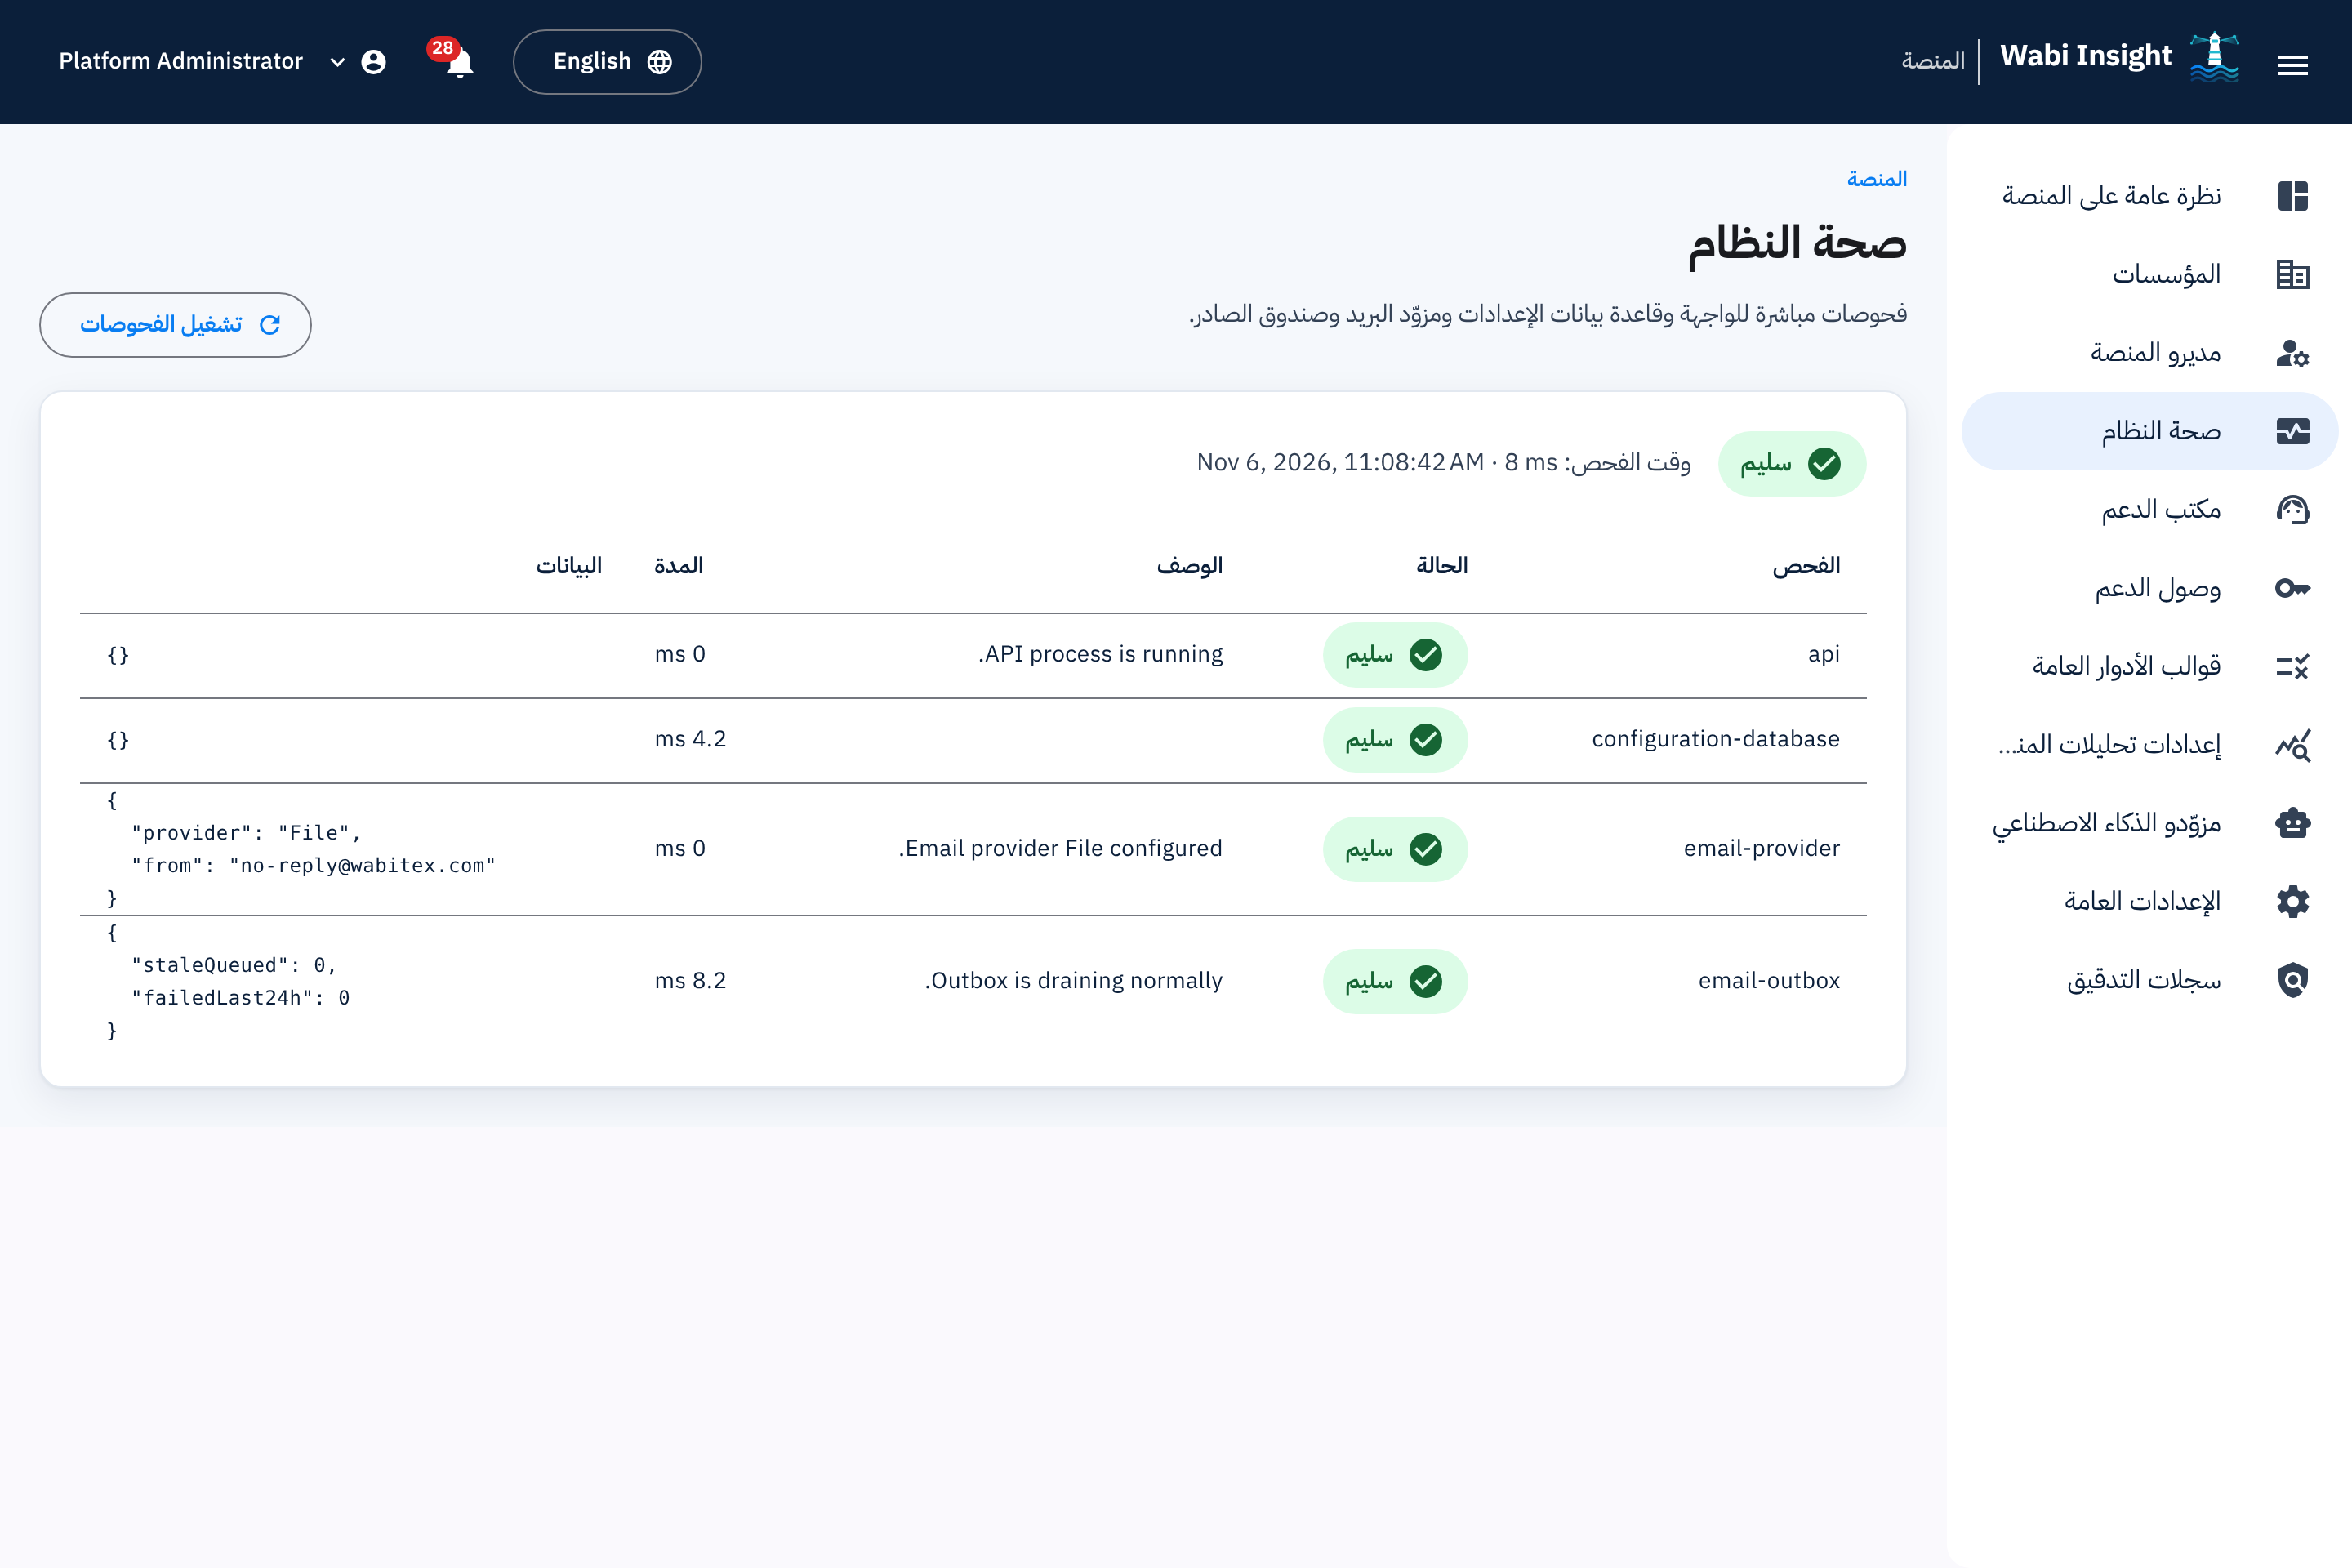 Wabi Insight
المنصة
English
28
Platform Administrator
نظرة عامة على المنصة
المؤسسات
مديرو المنصة
صحة النظام
مكتب الدعم
وصول الدعم
قوالب الأدوار العامة
إعدادات تحليلات المنـ...
مزوّدو الذكاء الاصطناعي
الإعدادات العامة
سجلات التدقيق
المنصة
صحة النظام
فحوصات مباشرة للواجهة وقاعدة بيانات الإعدادات ومزوّد البريد وصندوق الصادر.
تشغيل الفحوصات
سليم
وقت الفحص: Nov 6, 2026, 11:08:42 AM · 8 ms
الفحص الحالة الوصف المدة البيانات
api سليم API process is running. 0 ms {}
configuration-database سليم 4.2 ms {}
email-provider سليم Email provider File configured. 0 ms
{
"provider": "File",
"from": "no-reply@wabitex.com"
}
email-outbox سليم Outbox is draining normally. 8.2 ms
{
"staleQueued": 0,
"failedLast24h": 0
}